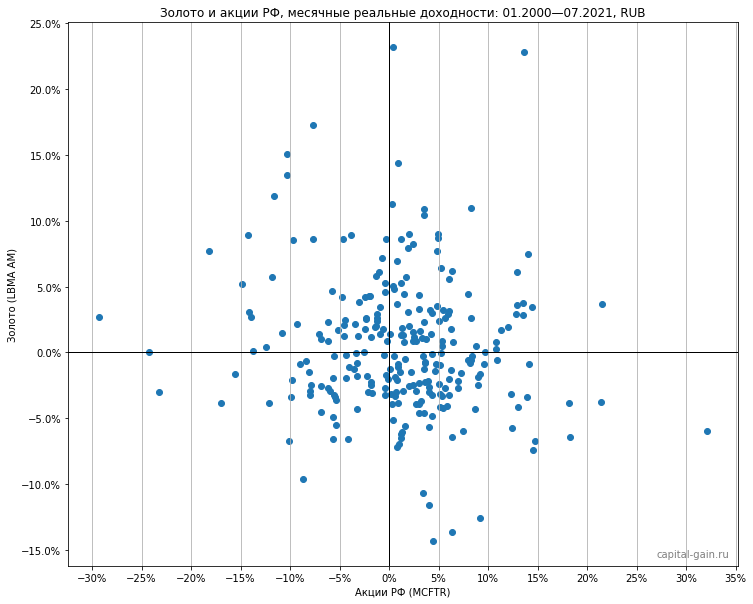 Золото и акции РФ, месячные реальные доходности: 01.2000—07.2021, RUB
25.0%
20.0%
15.0%
10.0%
5.0%
0.0%
−5.0%
−10.0%
−15.0%
Золото (LBMA AM)
capital-gain.ru
−30% −25% −20% −15% −10% −5% 0% 5% 10% 15% 20% 25% 30% 35%
Акции РФ (MCFTR)